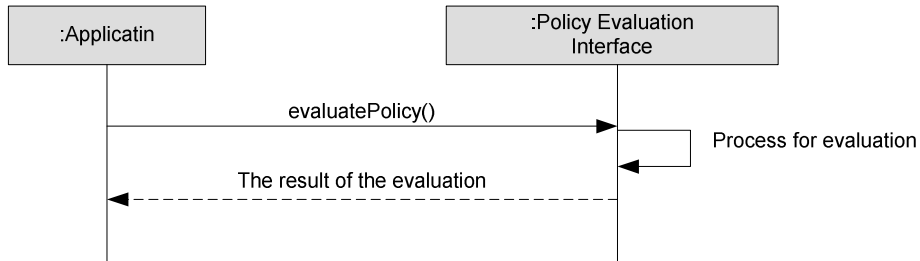 :Applicatin
:Policy Evaluation
Interface
evaluatePolicy()
Process for evaluation
The result of the evaluation